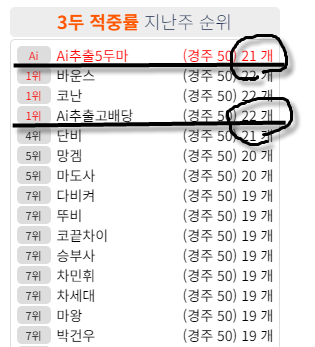 3두 적중률 지난주 순위
Ai Ai추출5두마 (경주 50) 21 개
1위 바운스 (경주 50) 22 개
1위 코난 (경주 50) 22 개
1위 Ai추출고배당 (경주 50) 22 개
4위 단비 (경주 50) 21 개
5위 망겜 (경주 50) 20 개
5위 마도사 (경주 50) 20 개
7위 다비켜 (경주 50) 19 개
7위 뚜비 (경주 50) 19 개
7위 코끝차이 (경주 50) 19 개
7위 승부사 (경주 50) 19 개
7위 차민휘 (경주 50) 19 개
7위 차세대 (경주 50) 19 개
7위 마왕 (경주 50) 19 개
7위 박건우 (경주 50) 19 개